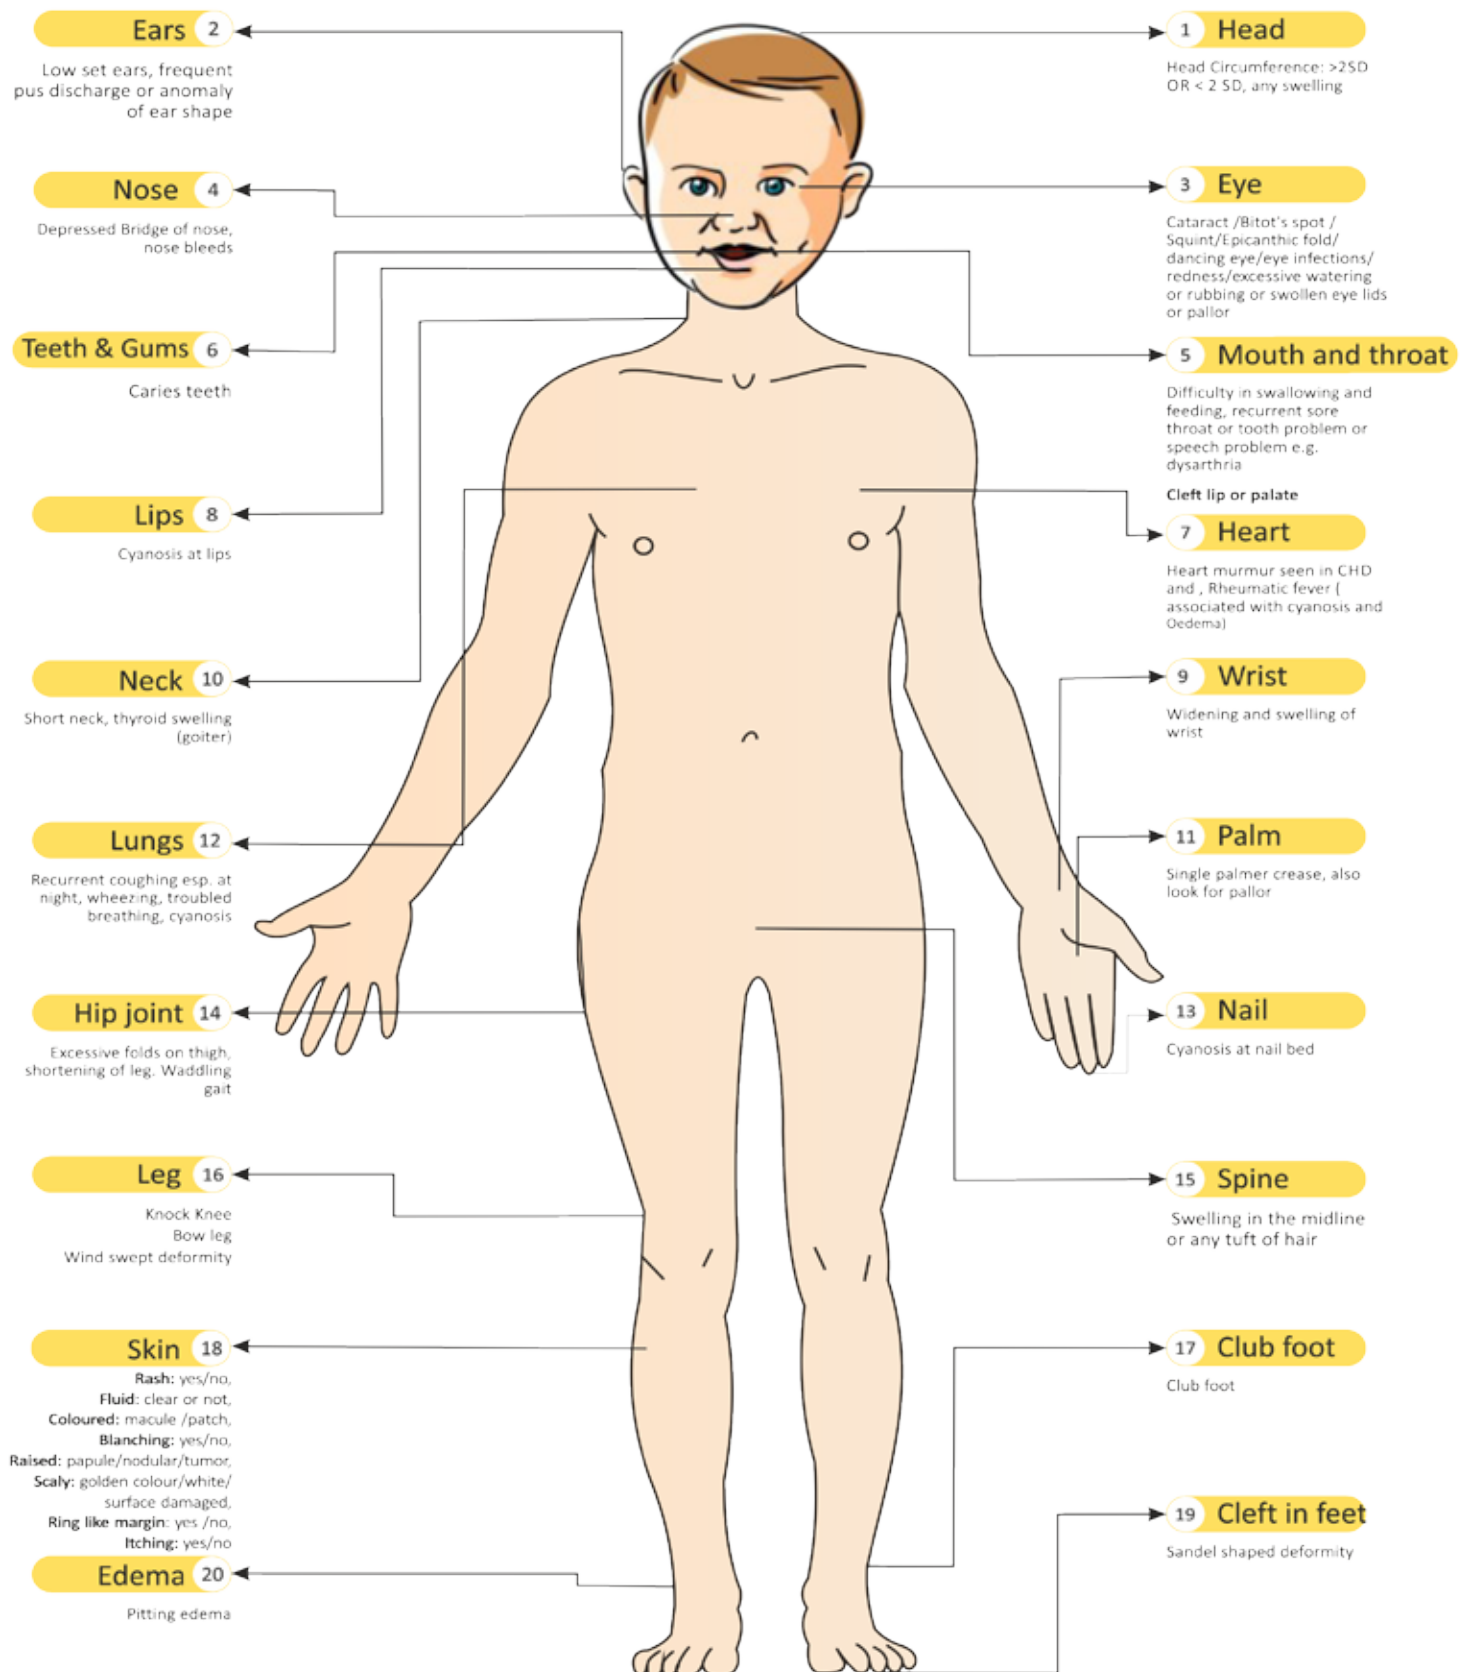 Ears 2
Low set ears, frequent
pus discharge or anomaly
of ear shape
1 Head
Head Circumference: >2SD
OR < 2 SD, any swelling
Nose 4
Depressed Bridge of nose,
nose bleeds
3 Eye
Cataract /Bitot's spot /
Squint/Epicanthic fold/
dancing eye/eye infections/
redness/excessive watering
or rubbing or swollen eye lids
or pallor
Teeth & Gums 6
Caries teeth
5 Mouth and throat
Difficulty in swallowing and
feeding, recurrent sore
throat or tooth problem or
speech problem e.g.
dysarthria
Cleft lip or palate
Lips 8
Cyanosis at lips
7 Heart
Heart murmur seen in CHD
and , Rheumatic fever (
associated with cyanosis and
Oedema)
Neck 10
Short neck, thyroid swelling
(goiter)
9 Wrist
Widening and swelling of
wrist
Lungs 12
Recurrent coughing esp. at
night, wheezing, troubled
breathing, cyanosis
11 Palm
Single palmer crease, also
look for pallor
Hip joint 14
Excessive folds on thigh,
shortening of leg. Waddling
gait
13 Nail
Cyanosis at nail bed
Leg 16
Knock Knee
Bow leg
Wind swept deformity
15 Spine
Swelling in the midline
or any tuft of hair
Skin 18
Rash: yes/no,
Fluid: clear or not,
Coloured: macule /patch,
Blanching: yes/no,
Raised: papule/nodular/tumor,
Scaly: golden colour/white/
surface damaged,
Ring like margin: yes /no,
Itching: yes/no
17 Club foot
Club foot
Edema 20
Pitting edema
19 Cleft in feet
Sandel shaped deformity